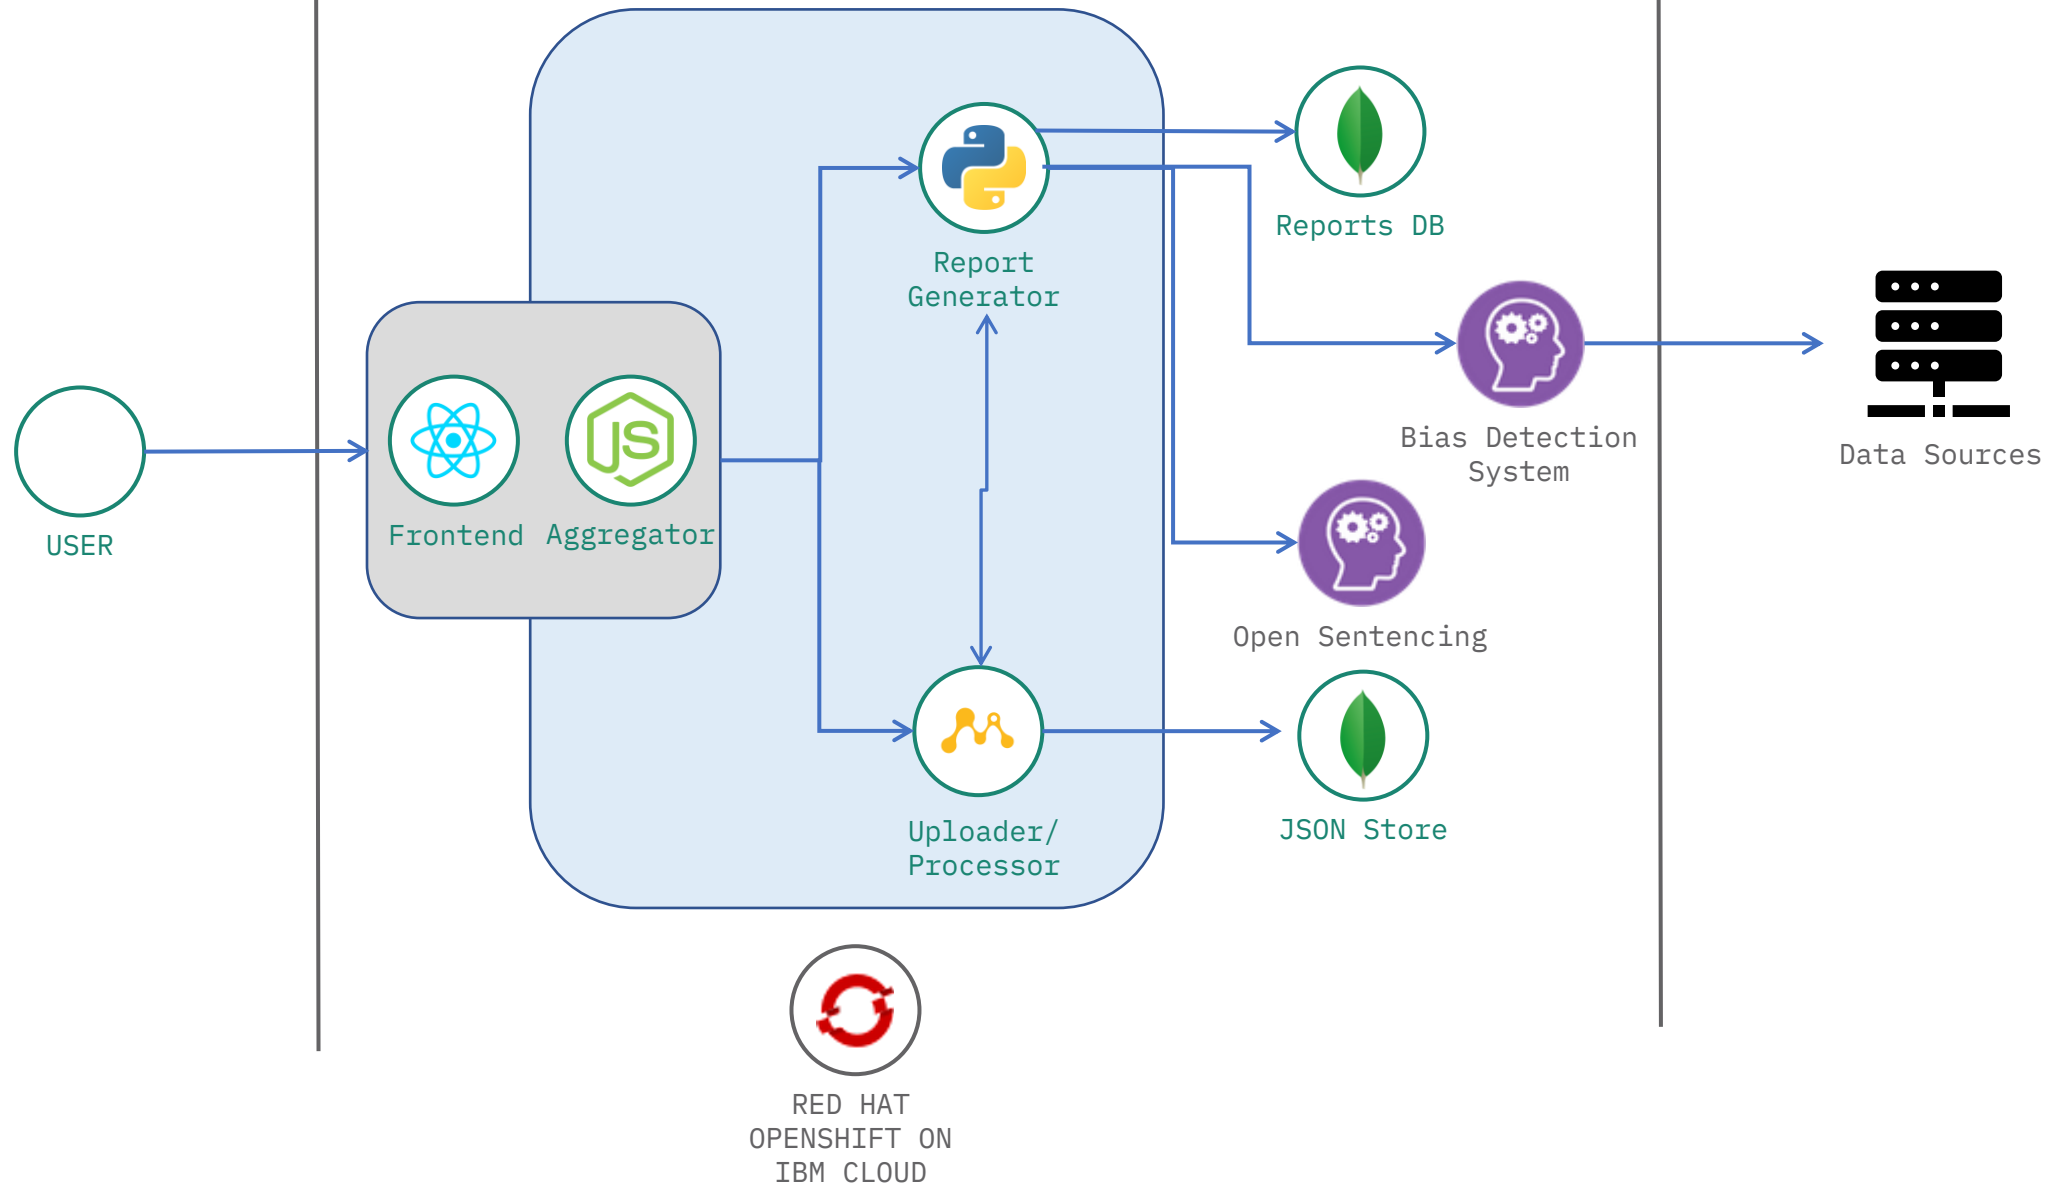 USER
Frontend
Aggregator
JS
Report
Generator
Uploader/
Processor
Reports DB
Bias Detection
System
Open Sentencing
JSON Store
Data Sources
RED HAT
OPENSHIFT ON
IBM CLOUD